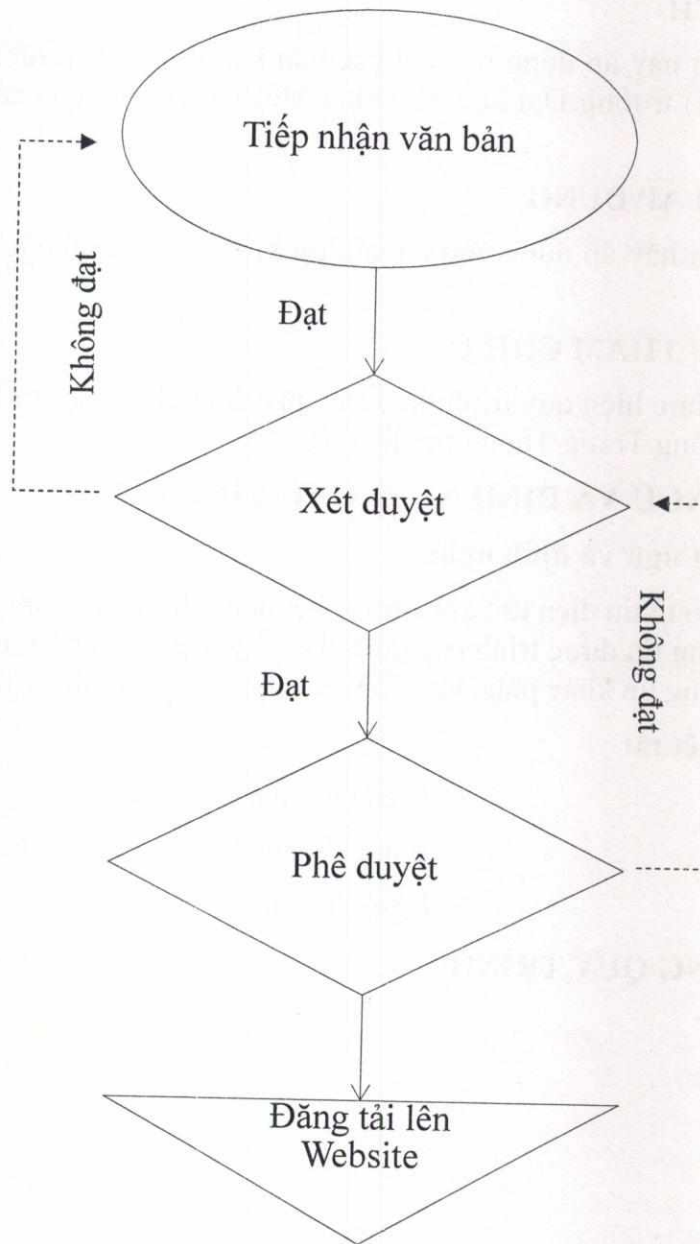 Tiếp nhận văn bản
Đạt
Không đạt
Xét duyệt
Đạt
Không đạt
Phê duyệt
Đăng tải lên
Website